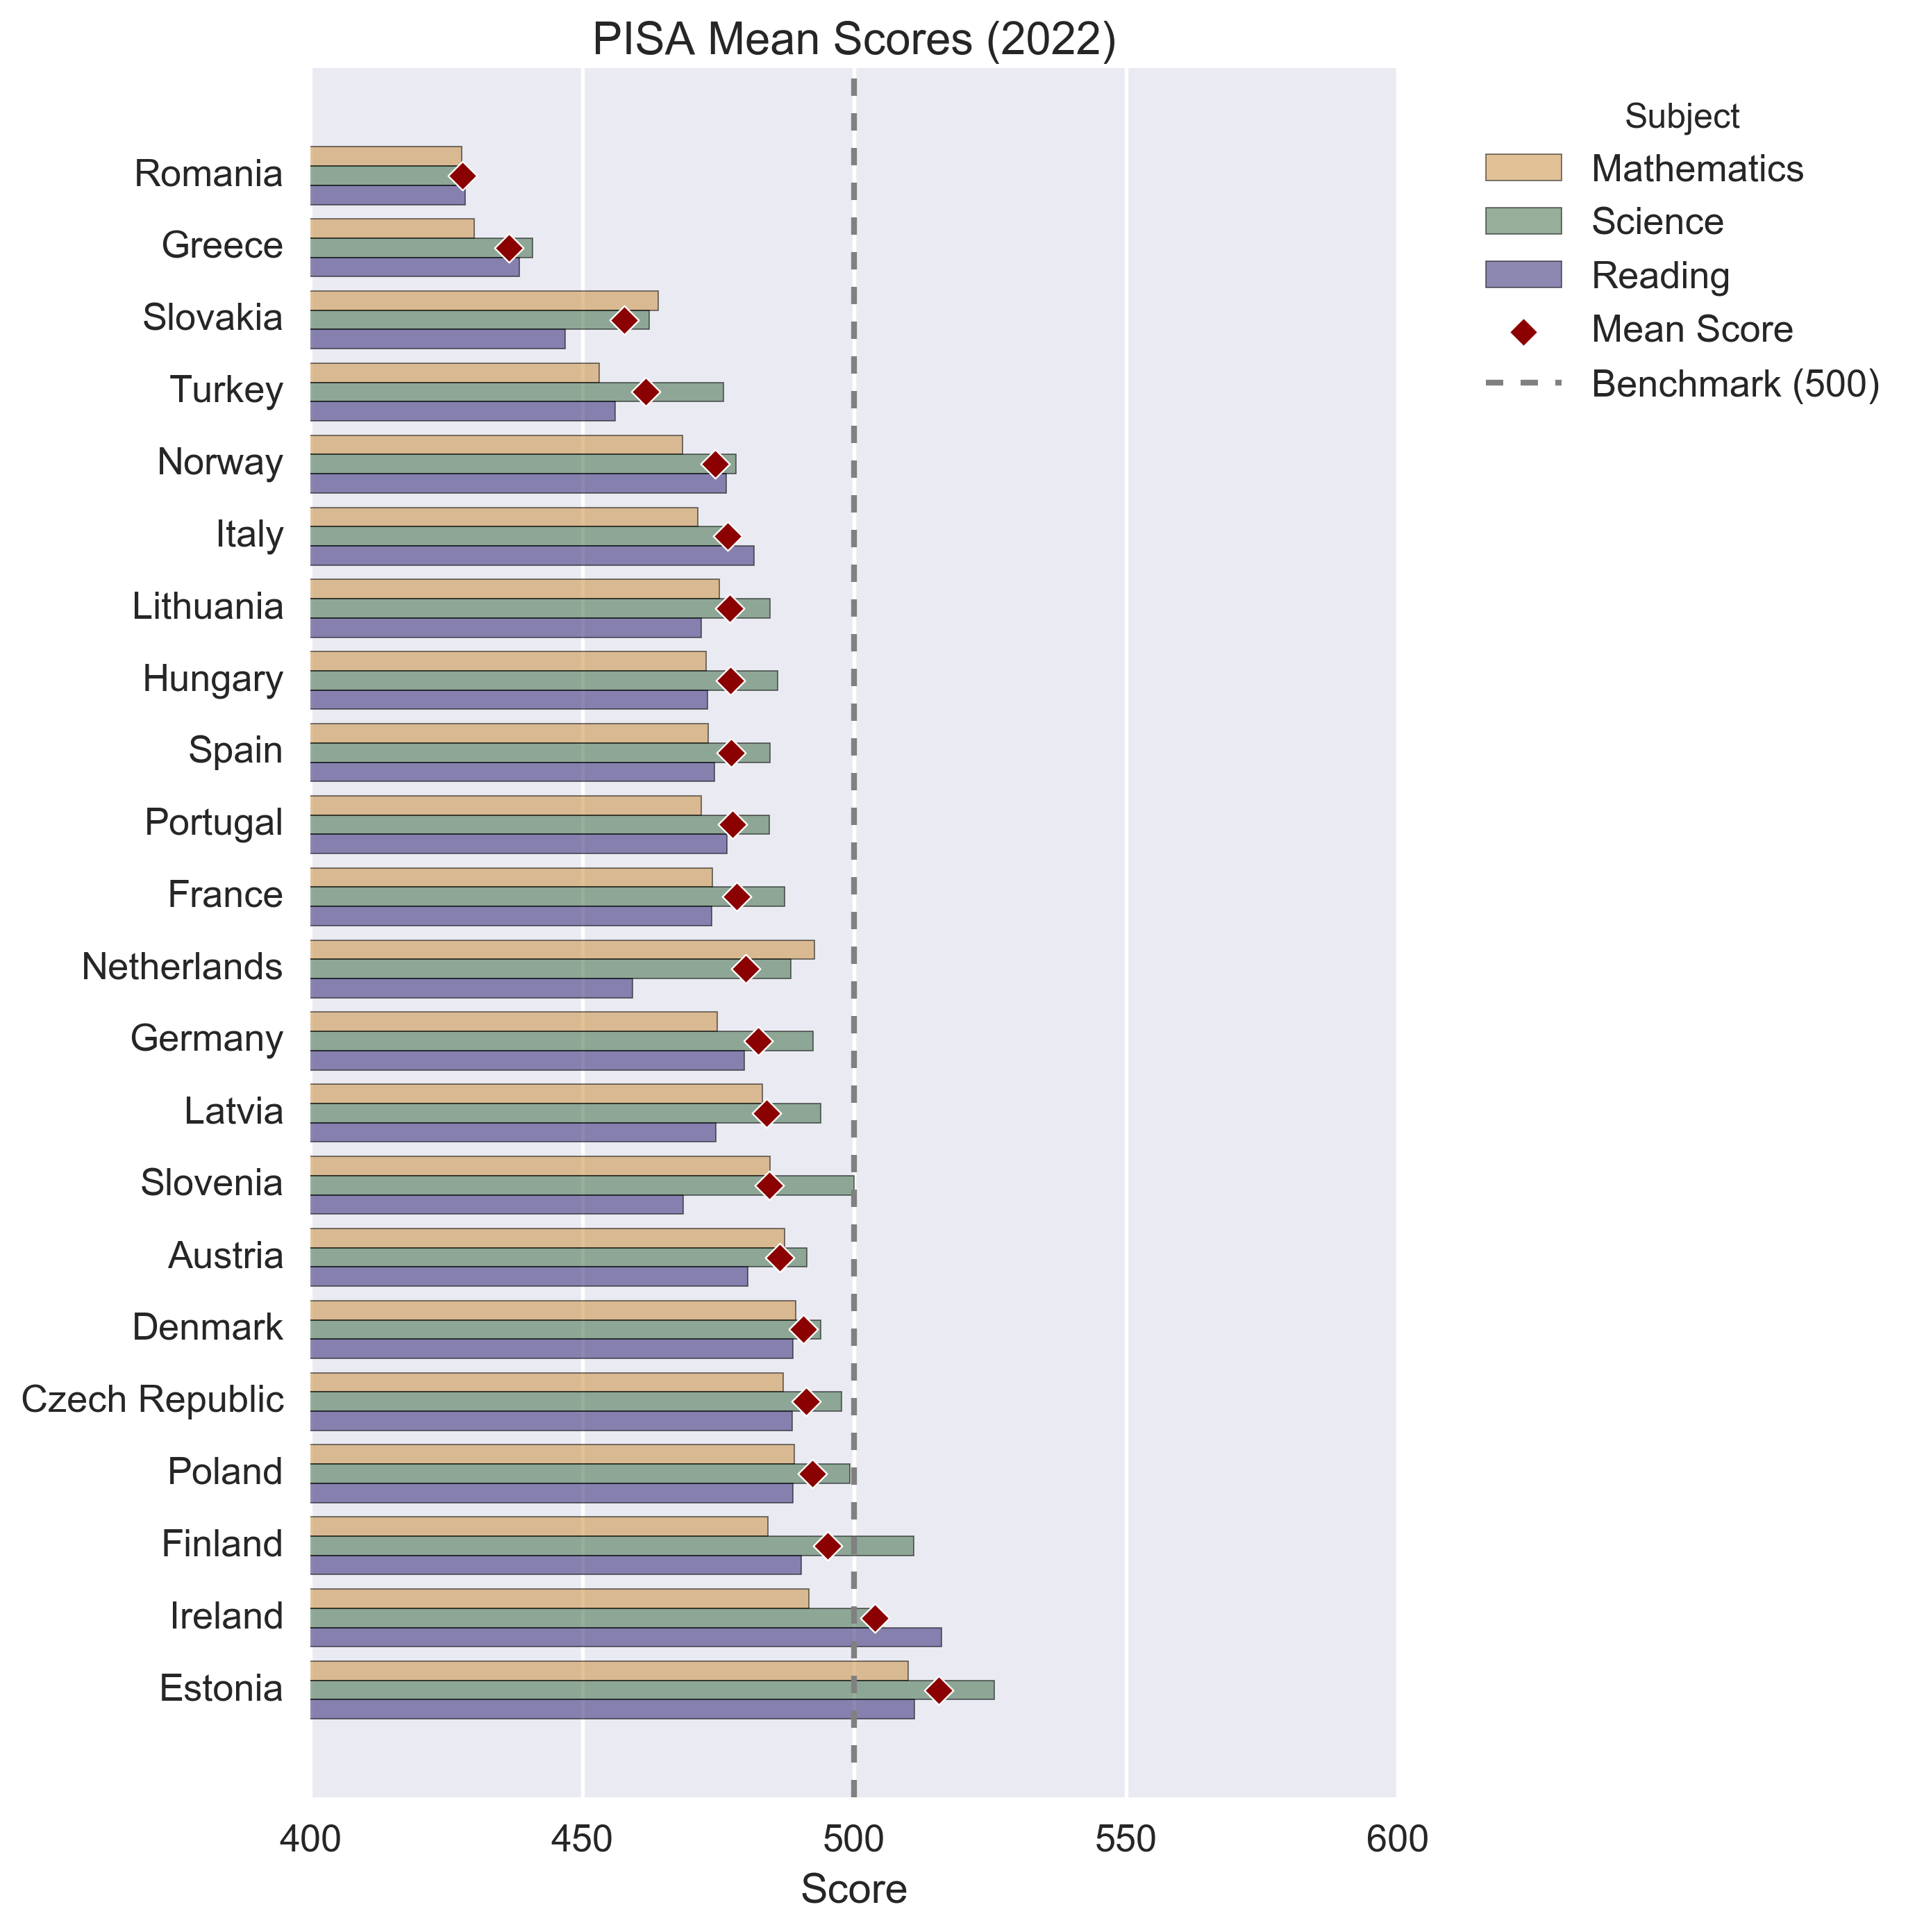 PISA Mean Scores (2022)
Subject
Mathematics
Science
Reading
Mean Score
Benchmark (500)
Romania
Greece
Slovakia
Turkey
Norway
Italy
Lithuania
Hungary
Spain
Portugal
France
Netherlands
Germany
Latvia
Slovenia
Austria
Denmark
Czech Republic
Poland
Finland
Ireland
Estonia
400 450 500 550 600
Score